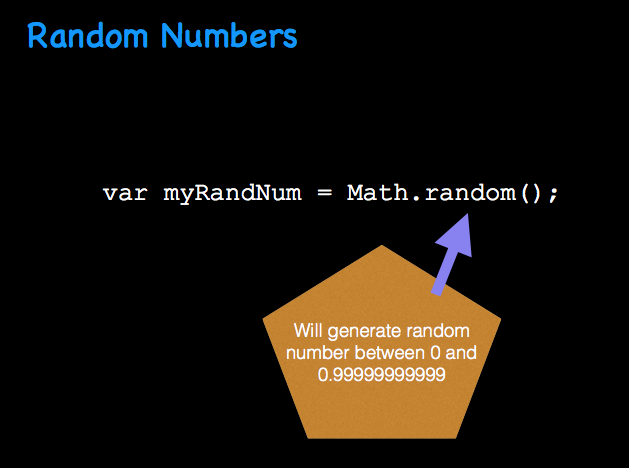 Random Numbers
var myRandNum = Math.random();
Will generate random
number between 0 and
0.99999999999